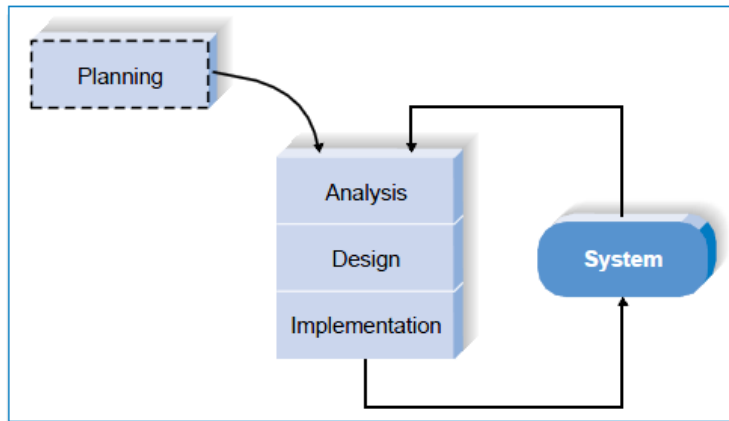 Planning
Analysis
Design
System
Implementation